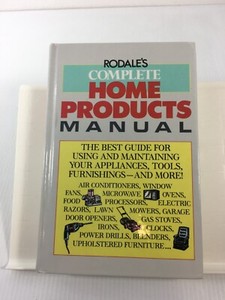 RODALE'S
COMPLETE
HOME
PRODUCTS
MANUAL
THE BEST GUIDE FOR
USING AND MAINTAINING
YOUR APPLIANCES, TOOLS,
FURNISHINGS—AND MORE!
AIR CONDITIONERS, WINDOW
FANS, MICROWAVE OVENS,
FOOD PROCESSORS, ELECTRIC
RAZORS, LAWN MOWERS, GARAGE
DOOR OPENERS, GAS STOVES,
IRONS, CLOCKS,
POWER DRILLS, BLENDERS,
UPHOLSTERED FURNITURE...